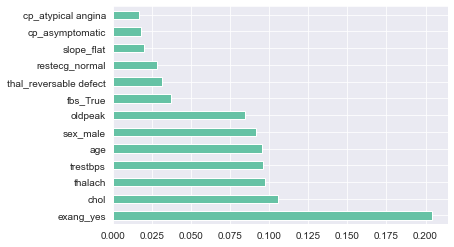 cp_atypical angina
cp_asymptomatic
slope_flat
restecg_normal
thal_reversable defect
fbs_True
oldpeak
sex_male
age
trestbps
thalach
chol
exang_yes
0.000 0.025 0.050 0.075 0.100 0.125 0.150 0.175 0.200